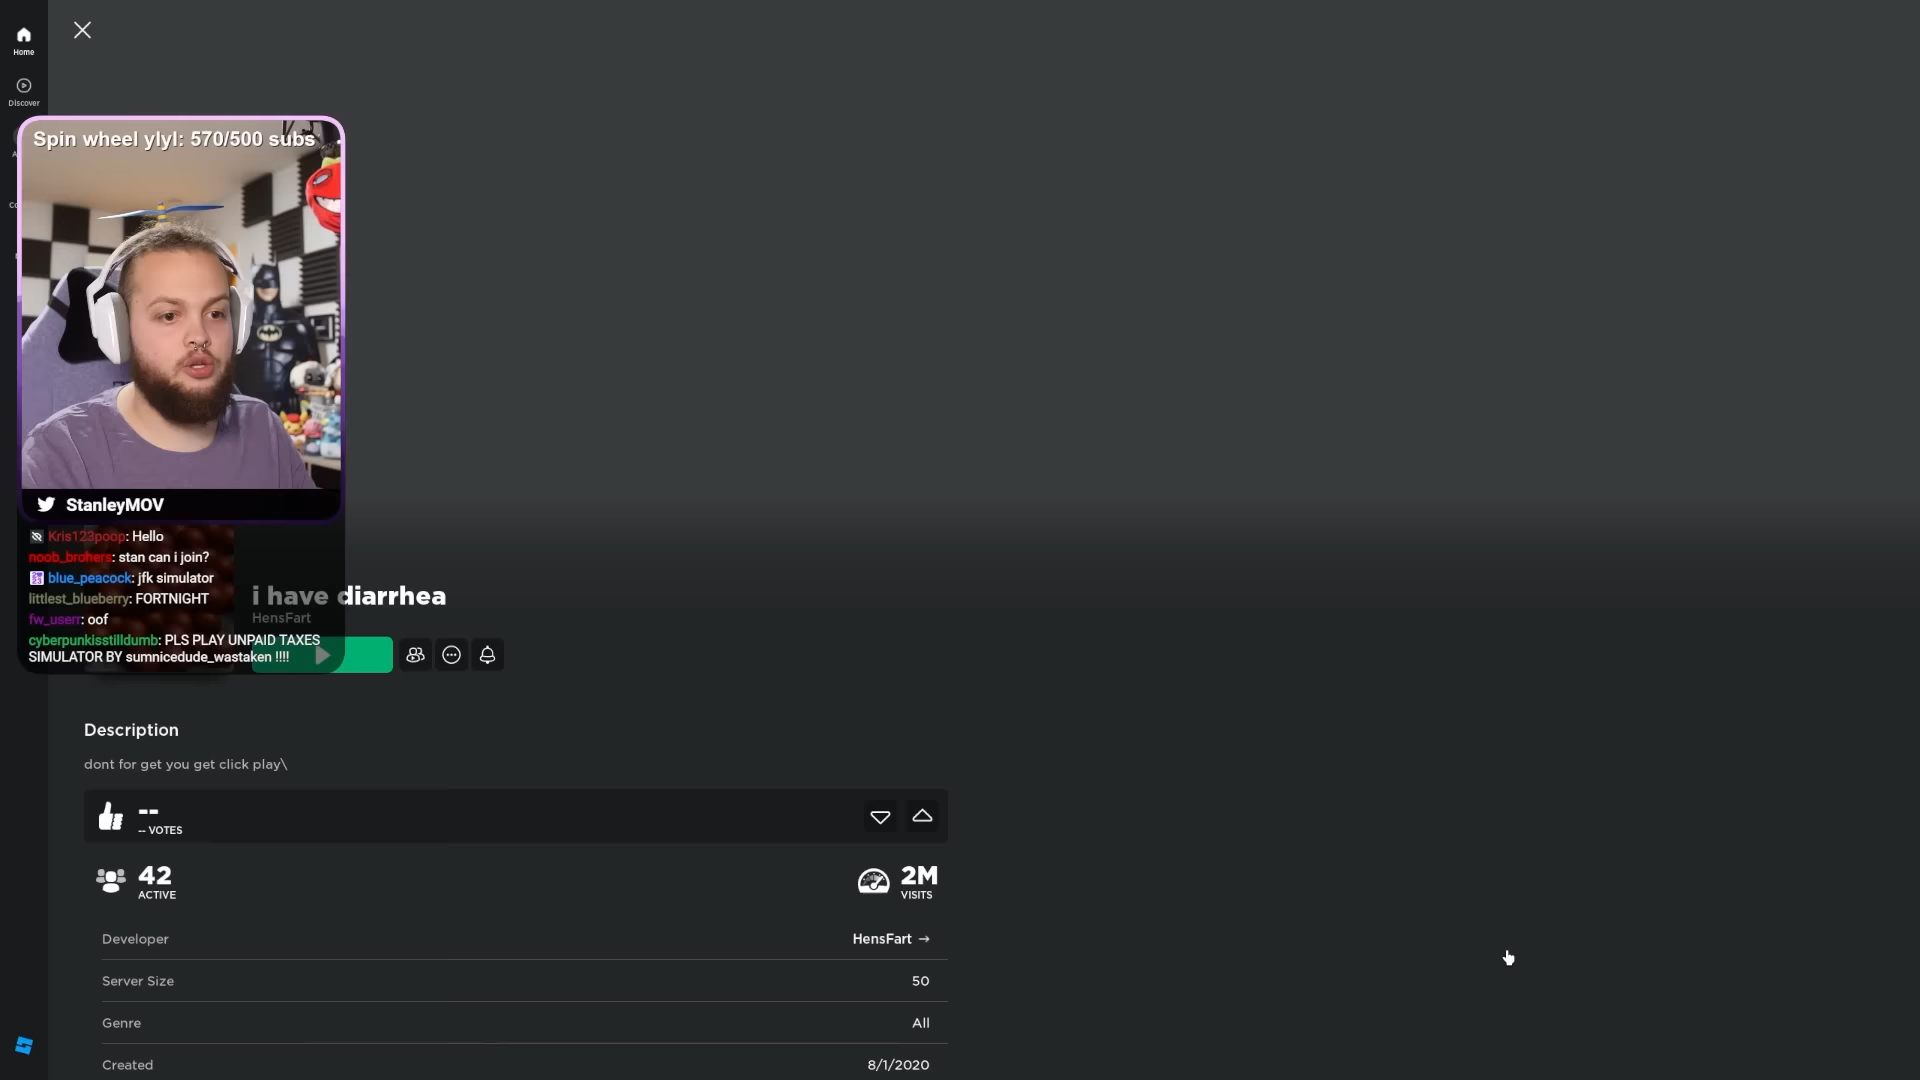 Home
Discover
Spin wheel ylyl: 570/500 subs
StanleyMOV
Kris123poop: Hello
noob_brohers: stan can i join?
blue_peacock: jfk simulator
littlest_blueberry: FORTNIGHT
fw_userr: oof
cyberpunkisstilldumb: PLS PLAY UNPAID TAXES
SIMULATOR BY sumnicedude_wastaken !!!!
i have diarrhea
HensFart
Description
dont for get you get click play\
--
-- VOTES
42
ACTIVE
2M
VISITS
Developer
HensFart →
Server Size
50
Genre
All
Created
8/1/2020